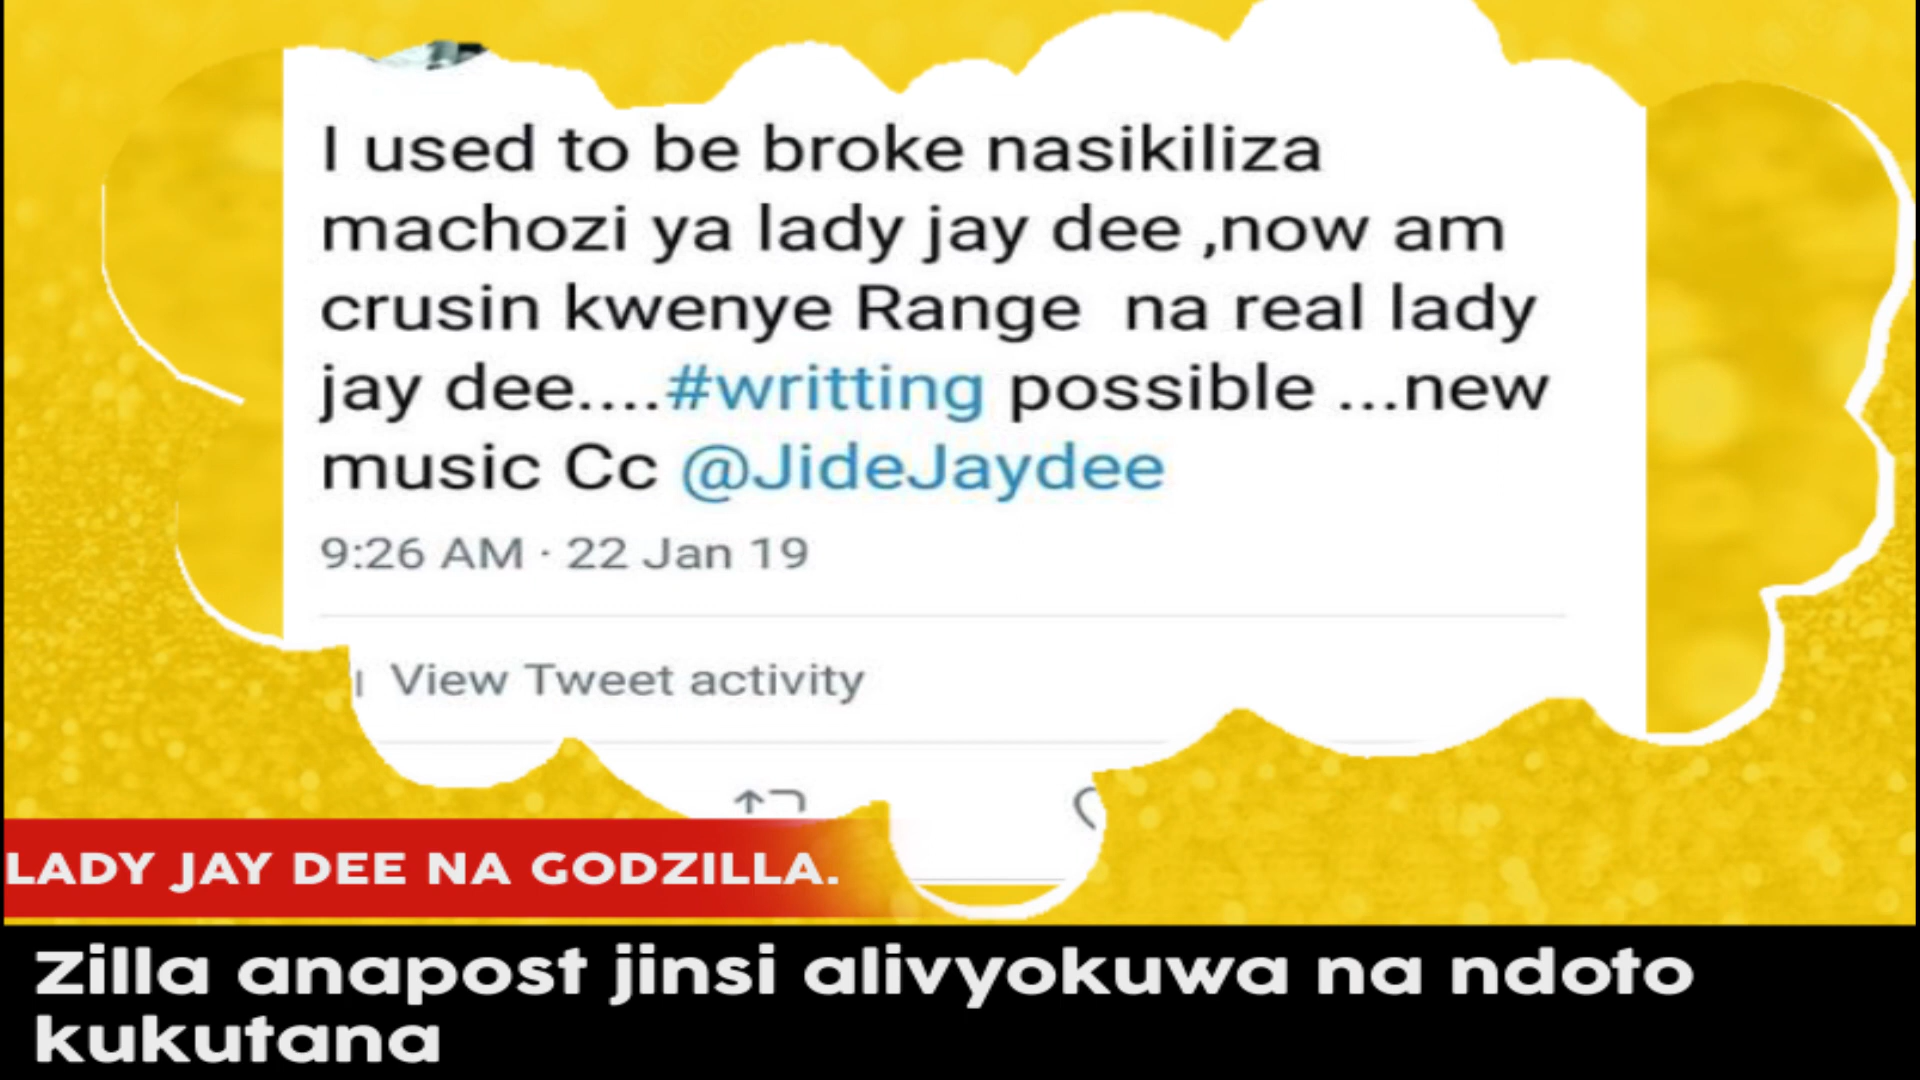 I used to be broke nasikiliza
machozi ya lady jay dee ,now am
crusin kwenye Range na real lady
jay dee....#writting possible ...new
music Cc @JideJaydee
9:26 AM · 22 Jan 19
View Tweet activity
LADY JAY DEE NA GODZILLA.
Zilla anapost jinsi alivyokuwa na ndoto
kukutana